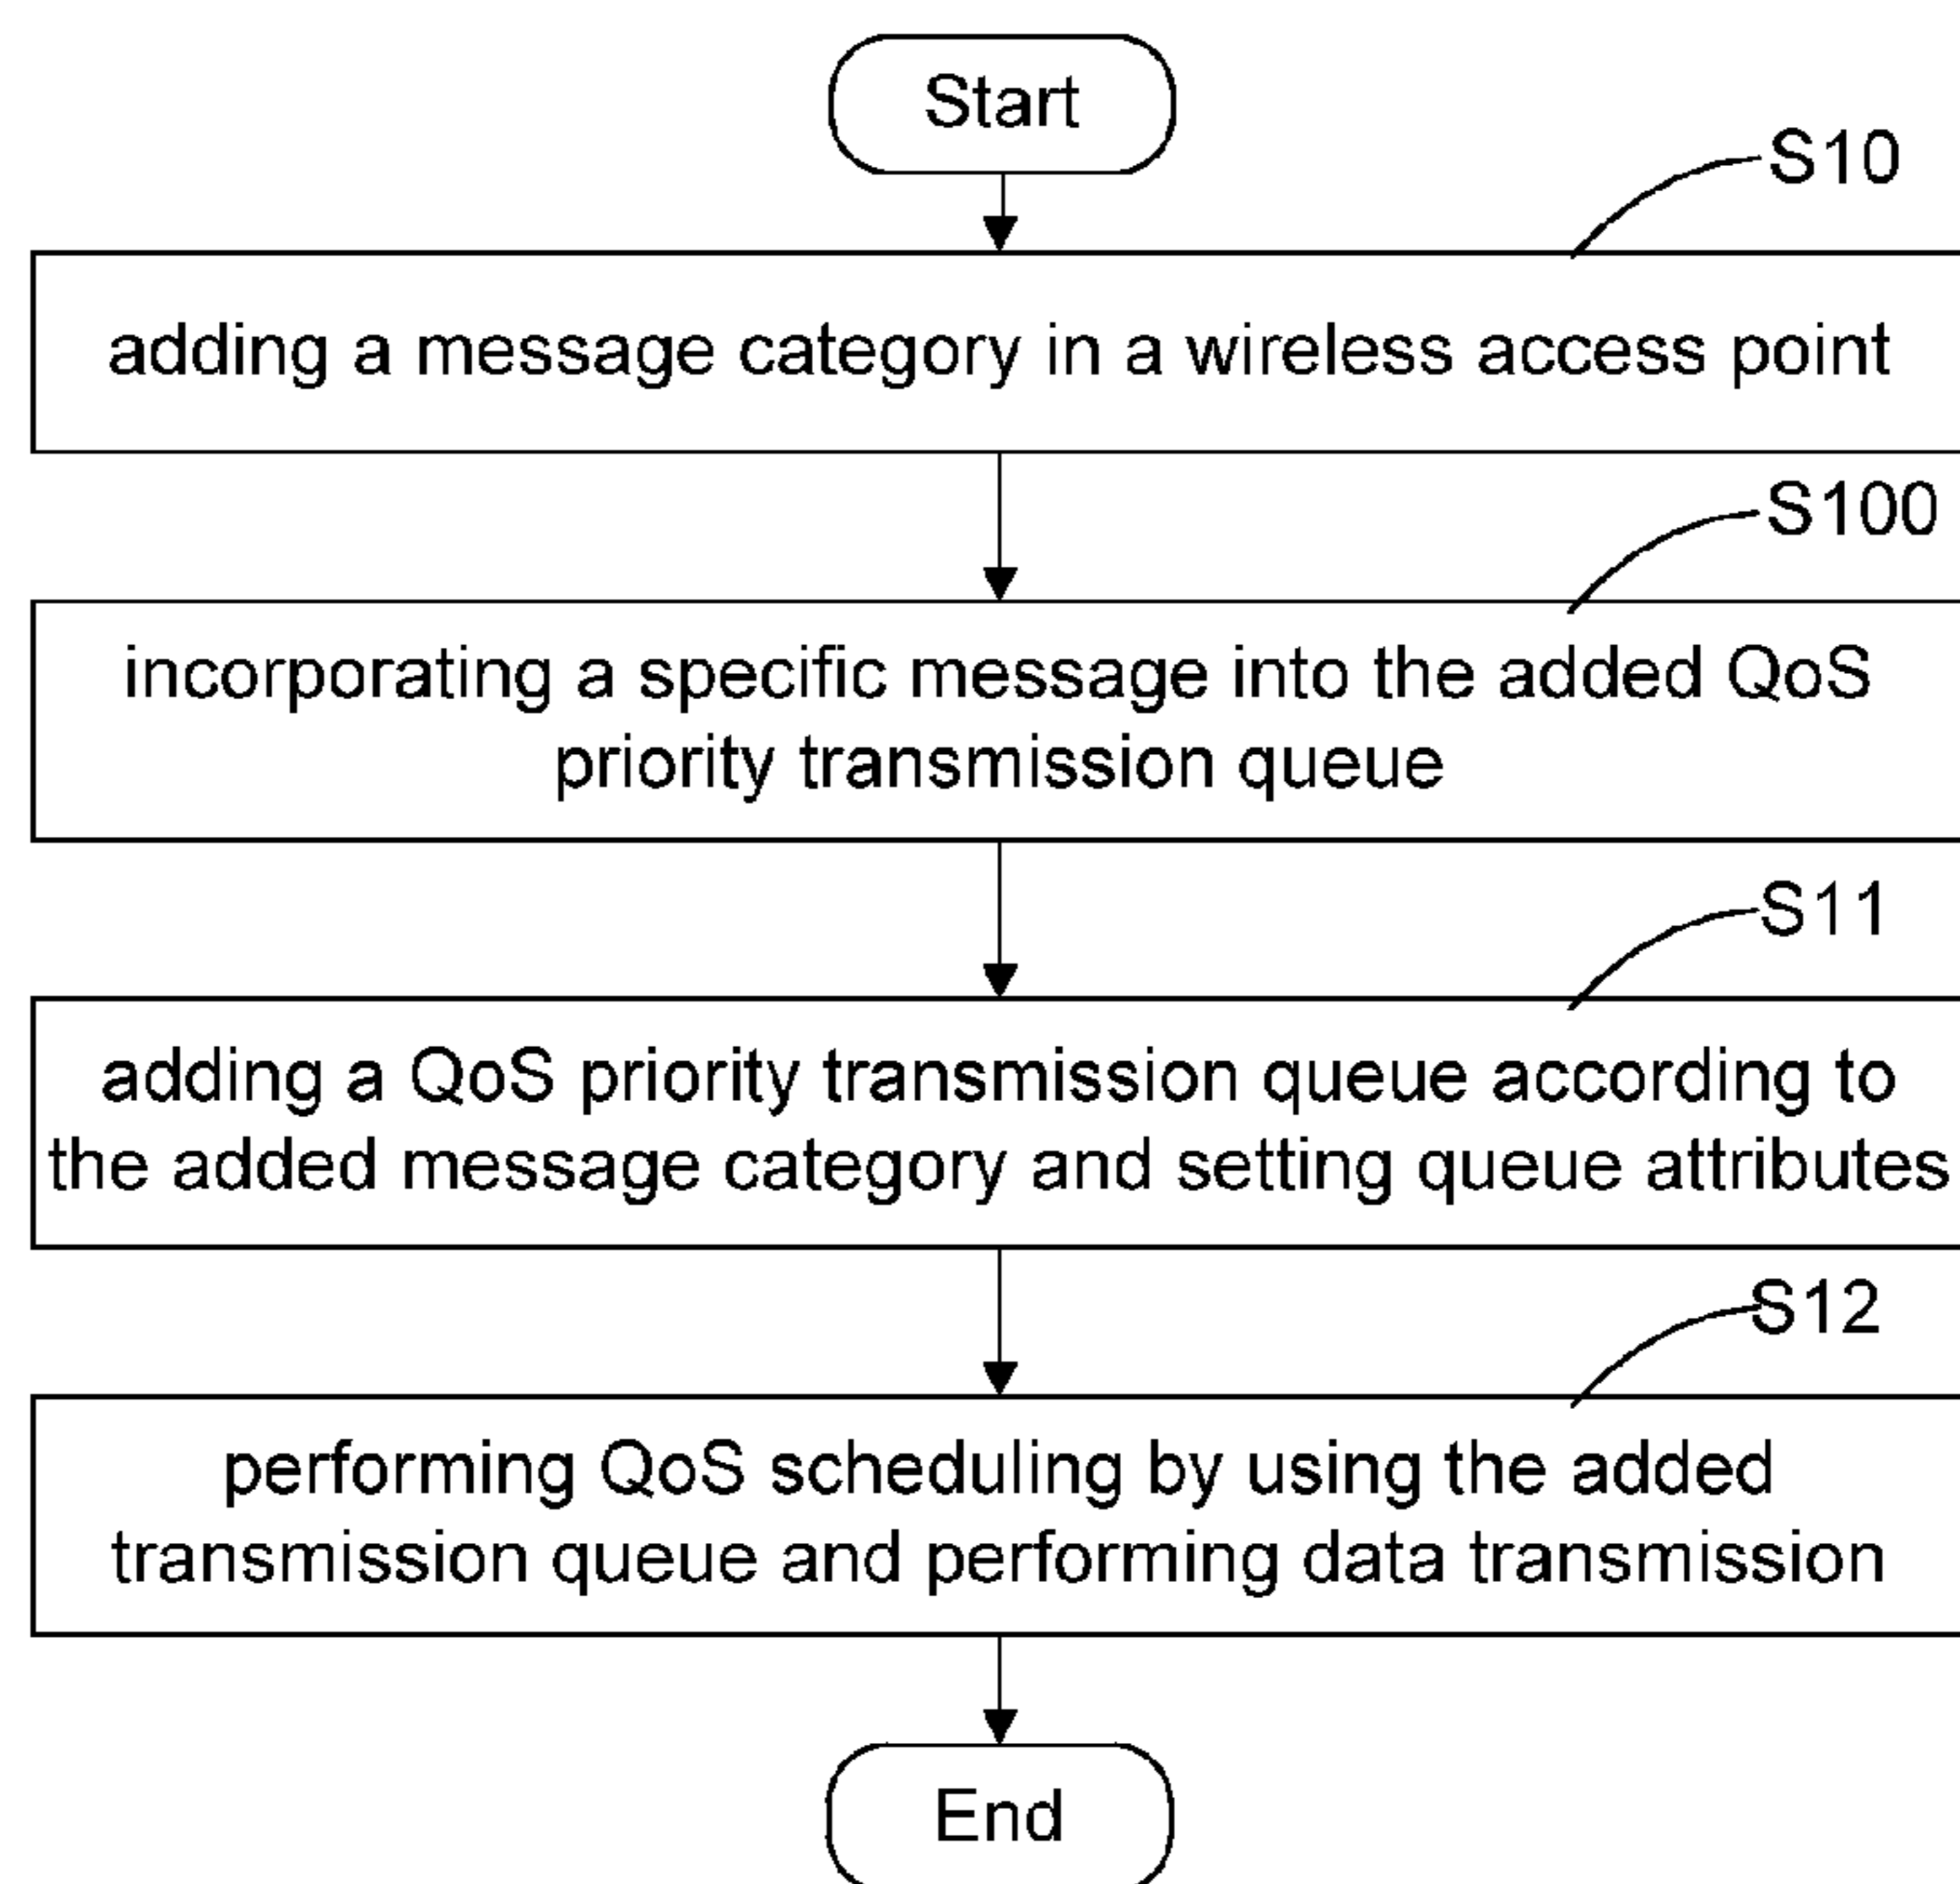 Start
S10
adding a message category in a wireless access point
S100
incorporating a specific message into the added QoS
priority transmission queue
S11
adding a QoS priority transmission queue according to
the added message category and setting queue attributes
S12
performing QoS scheduling by using the added
transmission queue and performing data transmission
End